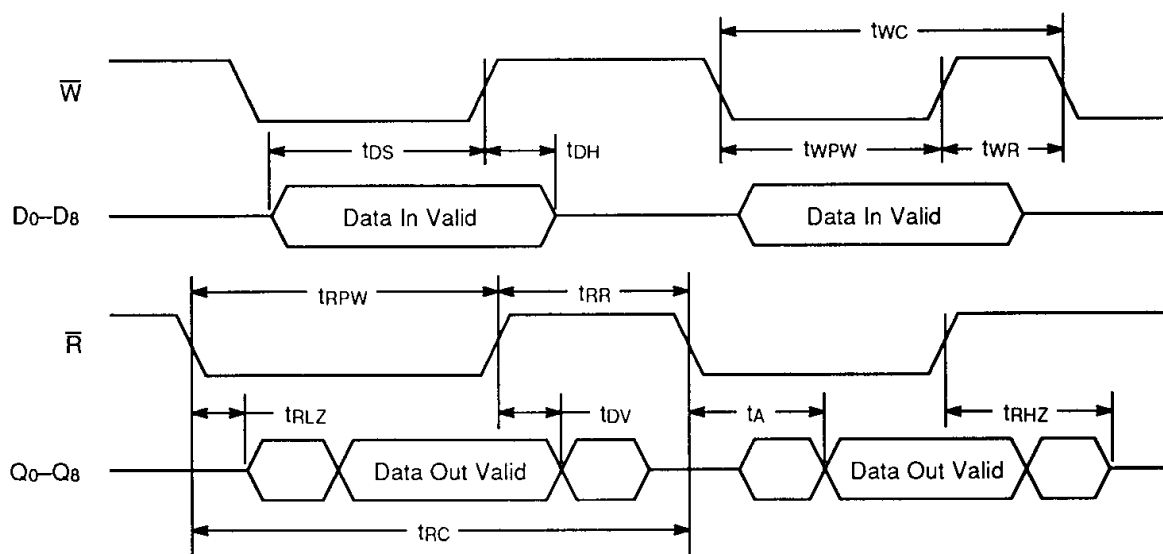 tWC
W̅
tDS
tDH
tWPW
tWR
D0–D8
Data In Valid
Data In Valid
tRPW
tRR
R̅
tRLZ
tDV
tA
tRHZ
Q0–Q8
Data Out Valid
Data Out Valid
tRC